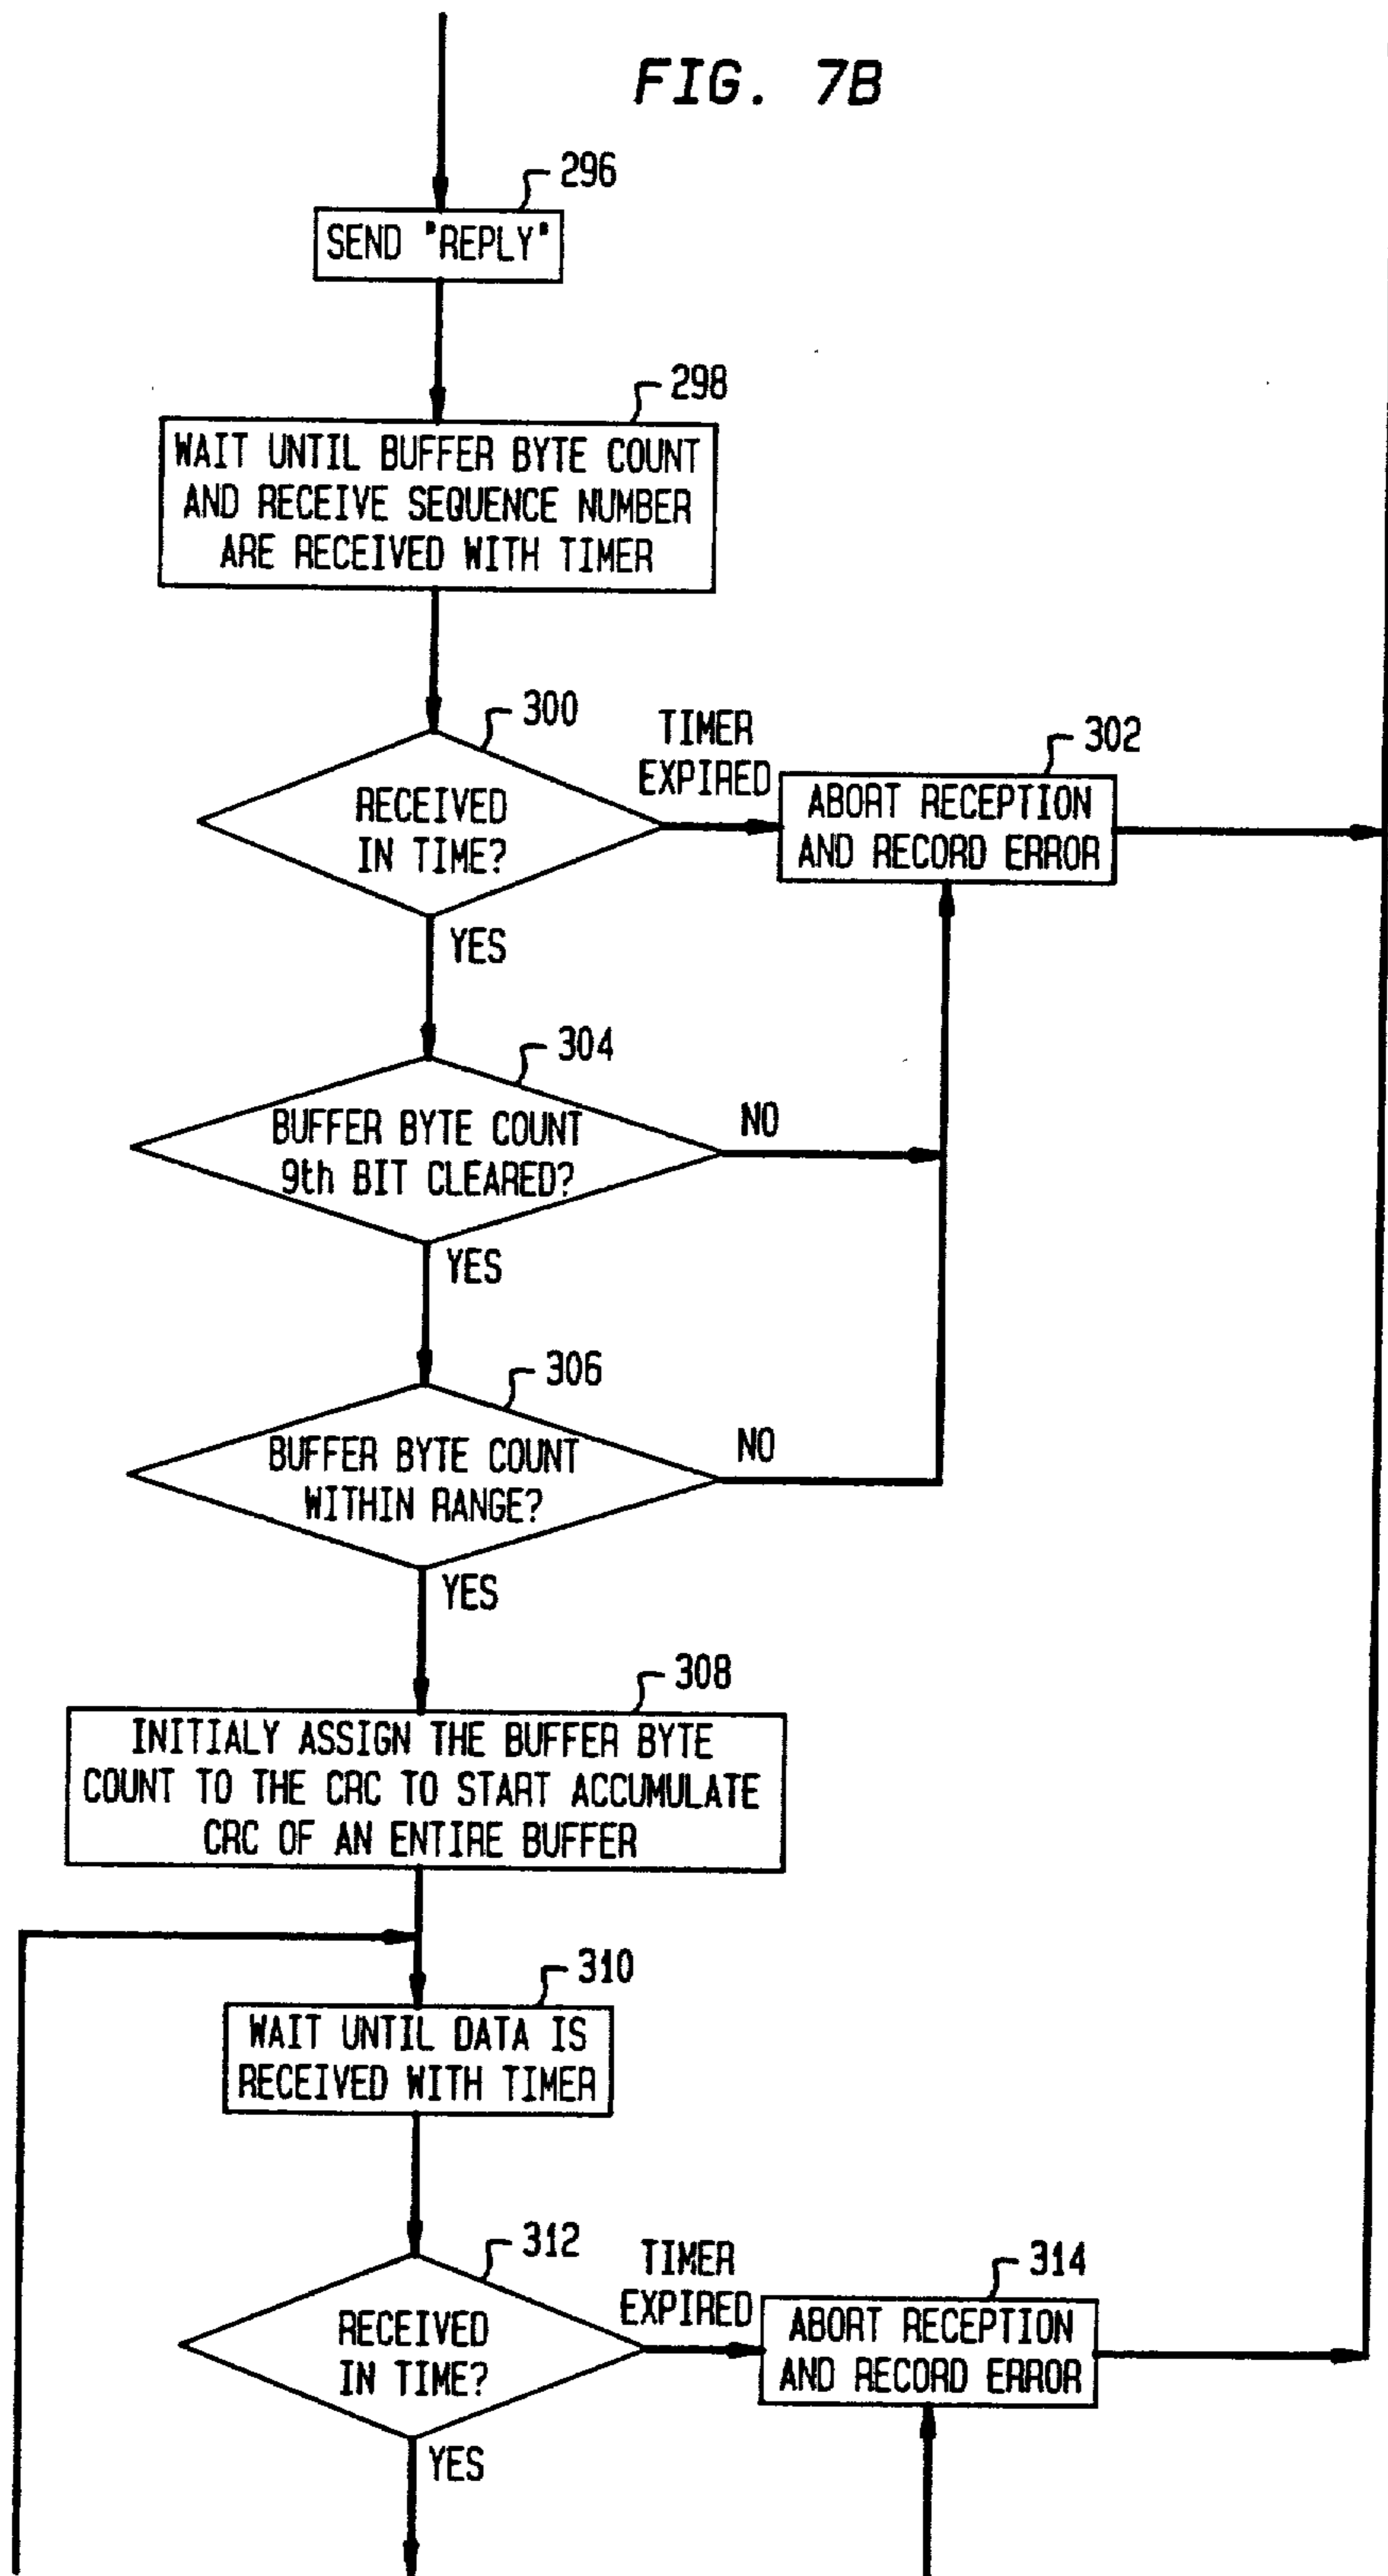 FIG. 7B
296
SEND "REPLY"
298
WAIT UNTIL BUFFER BYTE COUNT
AND RECEIVE SEQUENCE NUMBER
ARE RECEIVED WITH TIMER
300
RECEIVED
IN TIME?
TIMER
EXPIRED
302
ABORT RECEPTION
AND RECORD ERROR
YES
304
BUFFER BYTE COUNT
9th BIT CLEARED?
NO
YES
306
BUFFER BYTE COUNT
WITHIN RANGE?
NO
YES
308
INITIALY ASSIGN THE BUFFER BYTE
COUNT TO THE CRC TO START ACCUMULATE
CRC OF AN ENTIRE BUFFER
310
WAIT UNTIL DATA IS
RECEIVED WITH TIMER
312
RECEIVED
IN TIME?
TIMER
EXPIRED
314
ABORT RECEPTION
AND RECORD ERROR
YES